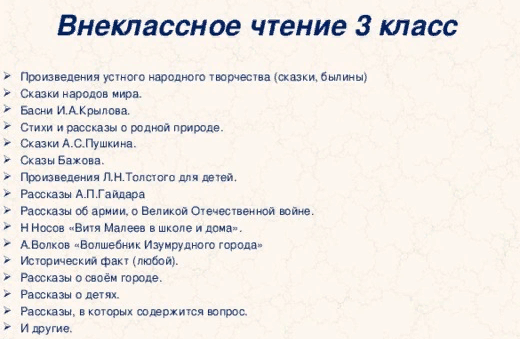 Внеклассное чтение 3 класс
➢ Произведения устного народного творчества (сказки, былины)
➢ Сказки народов мира.
➢ Басни И.А.Крылова.
➢ Стихи и рассказы о родной природе.
➢ Сказки А.С.Пушкина.
➢ Сказы Бажова.
➢ Произведения Л.Н.Толстого для детей.
➢ Рассказы А.П.Гайдара
➢ Рассказы об армии, о Великой Отечественной войне.
➢ Н Носов «Витя Малеев в школе и дома».
➢ А.Волков «Волшебник Изумрудного города»
➢ Исторический факт (любой).
➢ Рассказы о своём городе.
➢ Рассказы о детях.
➢ Рассказы, в которых содержится вопрос.
➢ И другие.